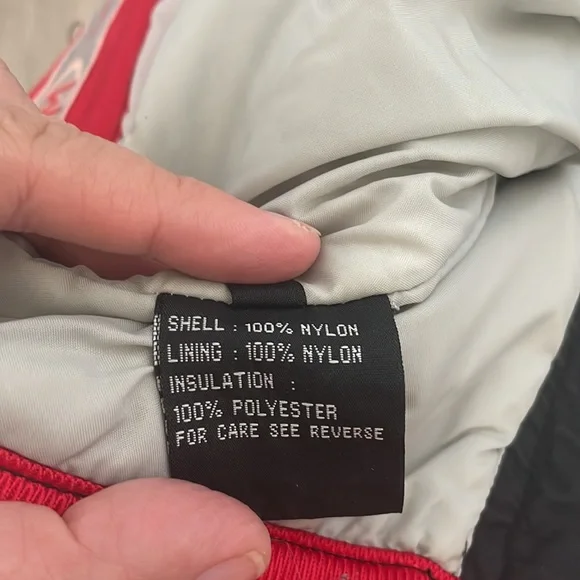 SHELL : 100% NYLON
LINING : 100% NYLON
INSULATION :
100% POLYESTER
FOR CARE SEE REVERSE